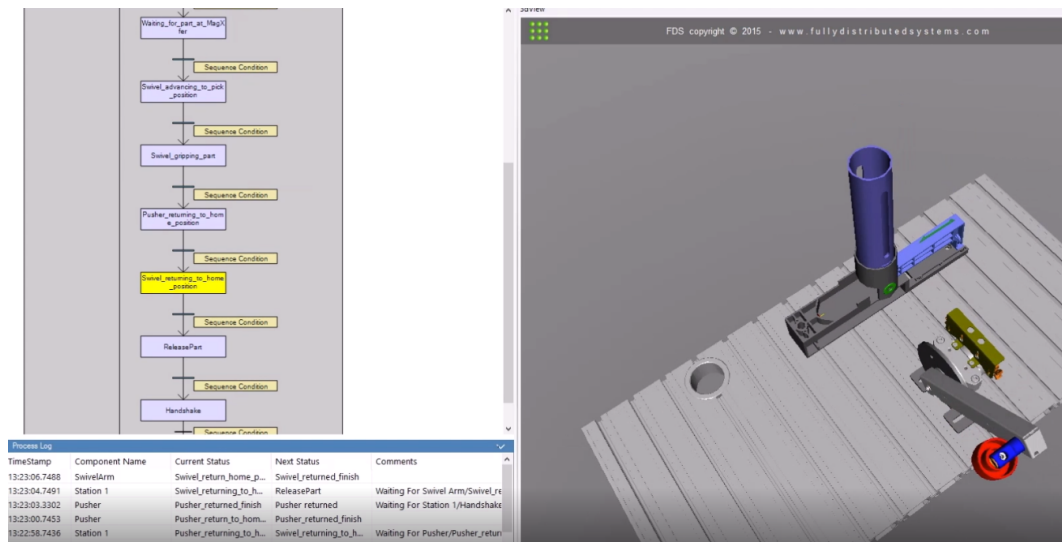 3dView
FDS copyright © 2015 - www.fullydistributedsystems.com
Waiting_for_part_at_MagX
fer
Sequence Condition
Swivel_advancing_to_pick
_position
Sequence Condition
Swivel_gripping_part
Sequence Condition
Pusher_returning_to_hom
e_position
Sequence Condition
Swivel_returning_to_home
_position
Sequence Condition
ReleasePart
Sequence Condition
Handshake
Sequence Condition
Process Log
TimeStamp Component Name Current Status Next Status Comments
13:23:06.7488 SwivelArm Swivel_return_home_p... Swivel_returned_finish
13:23:04.7491 Station 1 Swivel_returning_to_h... ReleasePart Waiting For Swivel Arm/Swivel_re
13:23:03.3302 Pusher Pusher_returned_finish Pusher returned Waiting For Station 1/Handshake
13:23:00.7453 Pusher Pusher_return_to_hom... Pusher_returned_finish
13:22:58.7436 Station 1 Pusher_returning_to_h... Swivel_returning_to_h... Waiting For Pusher/Pusher_return